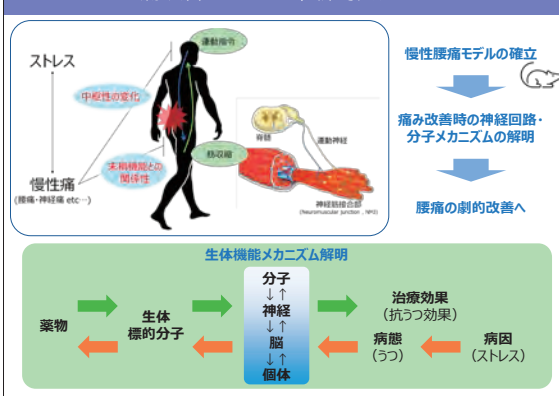 ストレス
慢性痛
(腰痛・神経痛 etc…)
中枢性の変化
末梢機能との
関係性
運動指令
筋収縮
脊髄
運動神経
神経筋接合部
(Neuromuscular junction , NMJ)
慢性腰痛モデルの確立
痛み改善時の神経回路・
分子メカニズムの解明
腰痛の劇的改善へ
生体機能メカニズム解明
薬物
生体
標的分子
分子
↓↑
神経
↓↑
脳
↓↑
個体
治療効果
(抗うつ効果)
病態
(うつ)
病因
(ストレス)